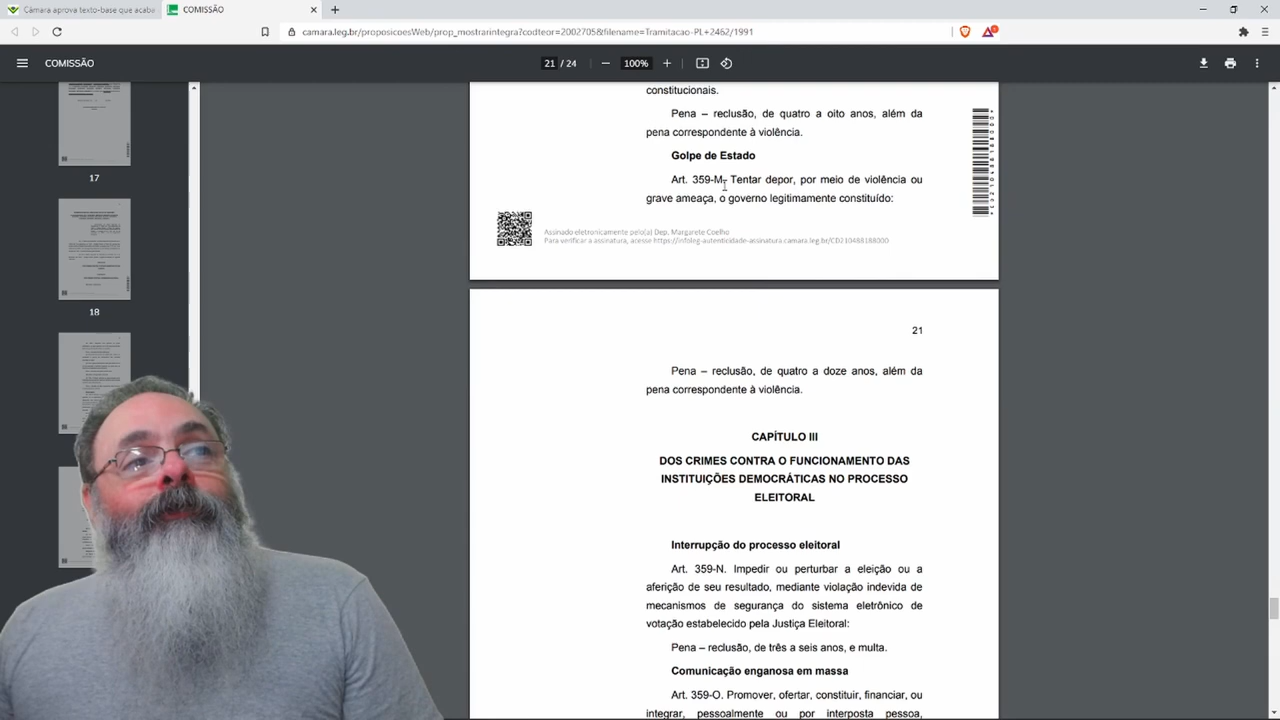 Câmara aprova texto-base que acaba
COMISSÃO
camara.leg.br/proposicoesWeb/prop_mostrarintegra?codteor=2002705&filename=Tramitacao-PL+2462/1991
COMISSÃO
21 / 24
100%
17
18
constitucionais.
Pena – reclusão, de quatro a oito anos, além da
pena correspondente à violência.
Golpe de Estado
Art. 359-M. Tentar depor, por meio de violência ou
grave ameaça, o governo legitimamente constituído:
Assinado eletronicamente pelo(a) Dep. Margarete Coelho
Para verificar a assinatura, acesse https://infoleg-autenticidade-assinatura.camara.leg.br/CD210488188000
21
Pena – reclusão, de quatro a doze anos, além da
pena correspondente à violência.
CAPÍTULO III
DOS CRIMES CONTRA O FUNCIONAMENTO DAS
INSTITUIÇÕES DEMOCRÁTICAS NO PROCESSO
ELEITORAL
Interrupção do processo eleitoral
Art. 359-N. Impedir ou perturbar a eleição ou a
aferição de seu resultado, mediante violação indevida de
mecanismos de segurança do sistema eletrônico de
votação estabelecido pela Justiça Eleitoral:
Pena – reclusão, de três a seis anos, e multa.
Comunicação enganosa em massa
Art. 359-O. Promover, ofertar, constituir, financiar, ou
integrar, pessoalmente ou por interposta pessoa,